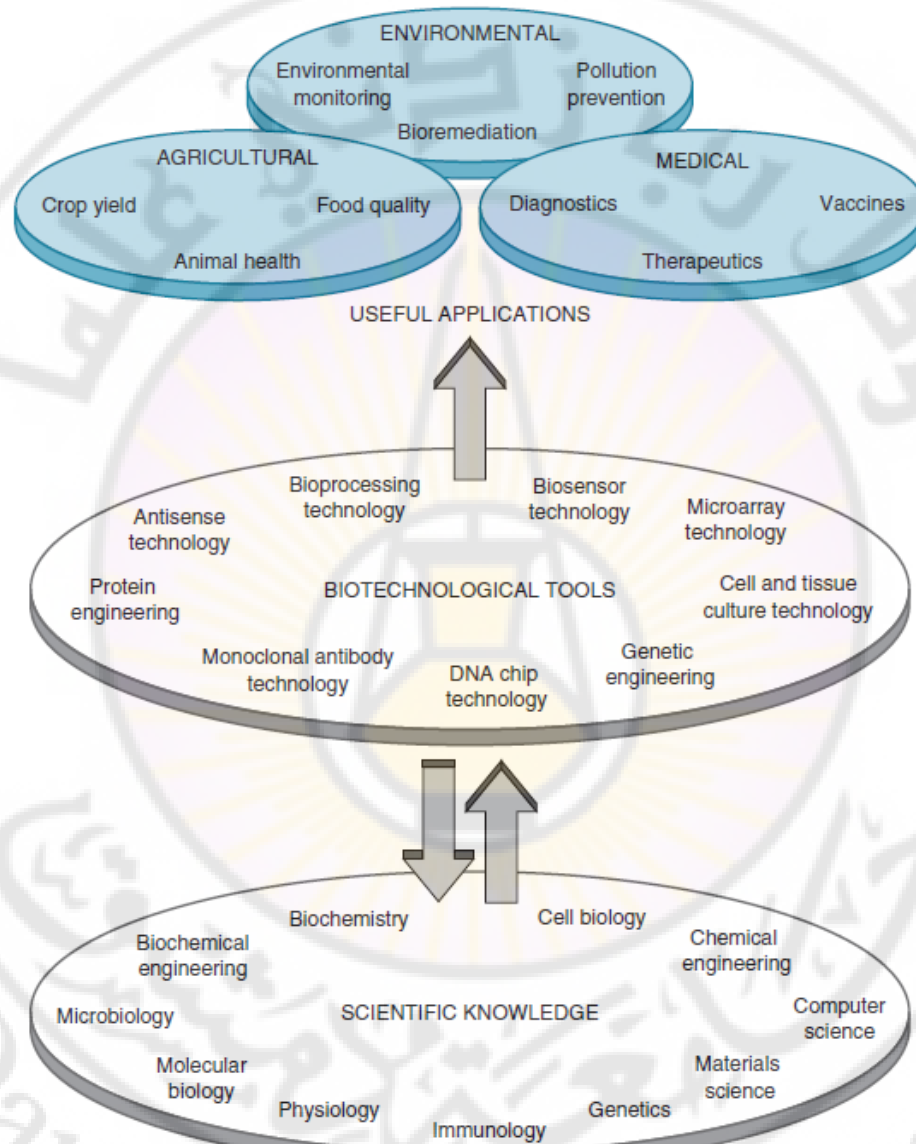 ENVIRONMENTAL
Environmental
monitoring
Pollution
prevention
Bioremediation
AGRICULTURAL
Crop yield
Food quality
Animal health
MEDICAL
Diagnostics
Vaccines
Therapeutics
USEFUL APPLICATIONS
Bioprocessing
technology
Biosensor
technology
Antisense
technology
Microarray
technology
Protein
engineering
BIOTECHNOLOGICAL TOOLS
Cell and tissue
culture technology
Monoclonal antibody
technology
DNA chip
technology
Genetic
engineering
Biochemistry
Cell biology
Biochemical
engineering
Chemical
engineering
Microbiology
SCIENTIFIC KNOWLEDGE
Computer
science
Molecular
biology
Materials
science
Physiology
Genetics
Immunology